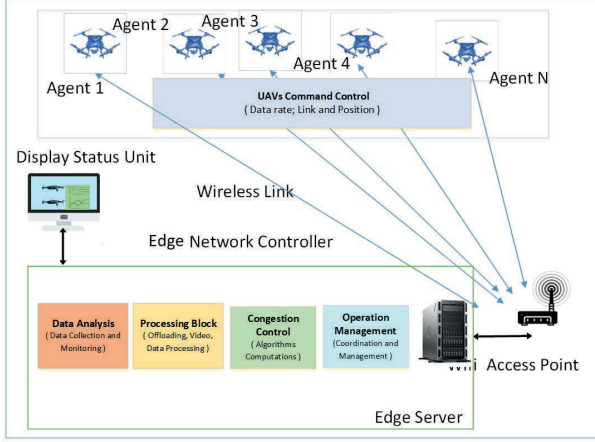 Agent 2
Agent 3
Agent 1
Agent 4
Agent N
UAVs Command Control
( Data rate; Link and Position )
Display Status Unit
Wireless Link
Edge Network Controller
Data Analysis
(Data Collection and
Monitoring )
Processing Block
( Offloading, Video,
Data Processing )
Congestion
Control
( Algorithms
Computations )
Operation
Management
(Coordination and
Management )
Wifi Access Point
Edge Server